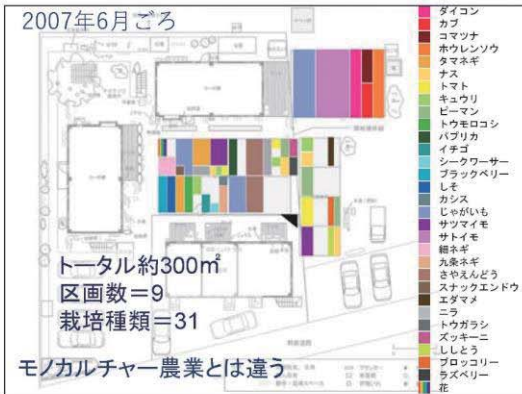 2007年6月ごろ
トータル約300㎡
区画数=9
栽培種類=31
モノカルチャー農業とは違う
ダイコン
カブ
コマツナ
ホウレンソウ
タマネギ
ナス
トマト
キュウリ
ピーマン
トウモロコシ
パプリカ
イチゴ
シークワーサー
ブラックベリー
しそ
カシス
じゃがいも
サツマイモ
サトイモ
細ネギ
九条ネギ
さやえんどう
スナックエンドウ
エダマメ
ニラ
トウガラシ
ズッキーニ
ししとう
ブロッコリー
ラズベリー
花